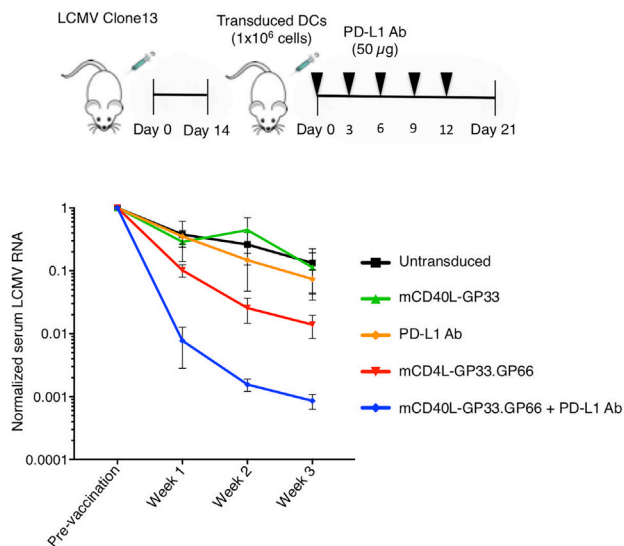 LCMV Clone13
Transduced DCs
(1x10⁶ cells)
PD-L1 Ab
(50 µg)
Day 0 Day 14
Day 0 3 6 9 12 Day 21
Normalized serum LCMV RNA
1
0.1
0.01
0.001
0.0001
Pre-vaccination
Week 1
Week 2
Week 3
Untransduced
mCD40L-GP33
PD-L1 Ab
mCD4L-GP33.GP66
mCD40L-GP33.GP66 + PD-L1 Ab